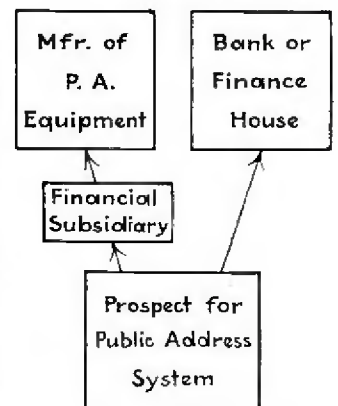 Mfr. of
P. A.
Equipment
Bank or
Finance
House
Financial
Subsidiary
Prospect for
Public Address
System